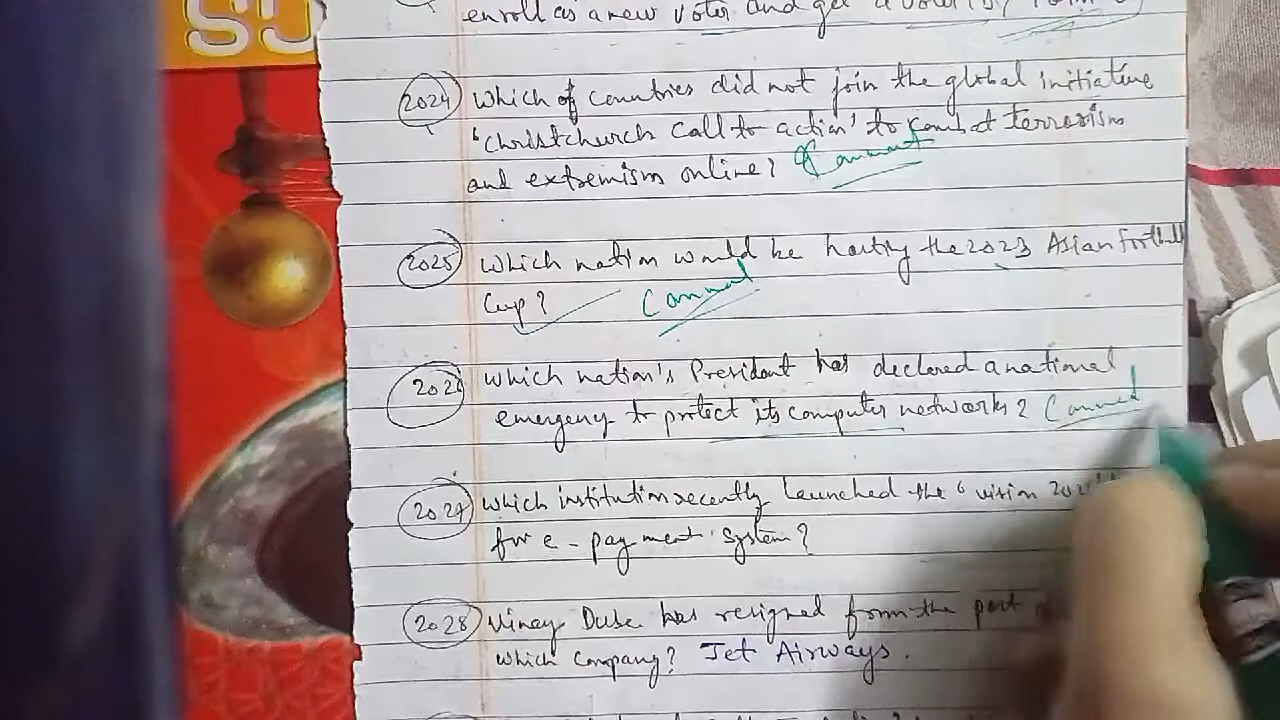 enroll as a new voter and get a voter
2024 Which of Countries did not join the global initiative
'Christchurch Call to action' to combat terrorism
and extremism online? Comment
2025 Which nation would be hosting the 2023 Asian Football
Cup? Comment
2026 Which nation's President has declared a national
emergency to protect its computer networks? Comment
2027 Which institution recently launched the " vision 2021"
for e-payment system?
2028 Vinay Dube has resigned from the post
which company? Jet Airways.